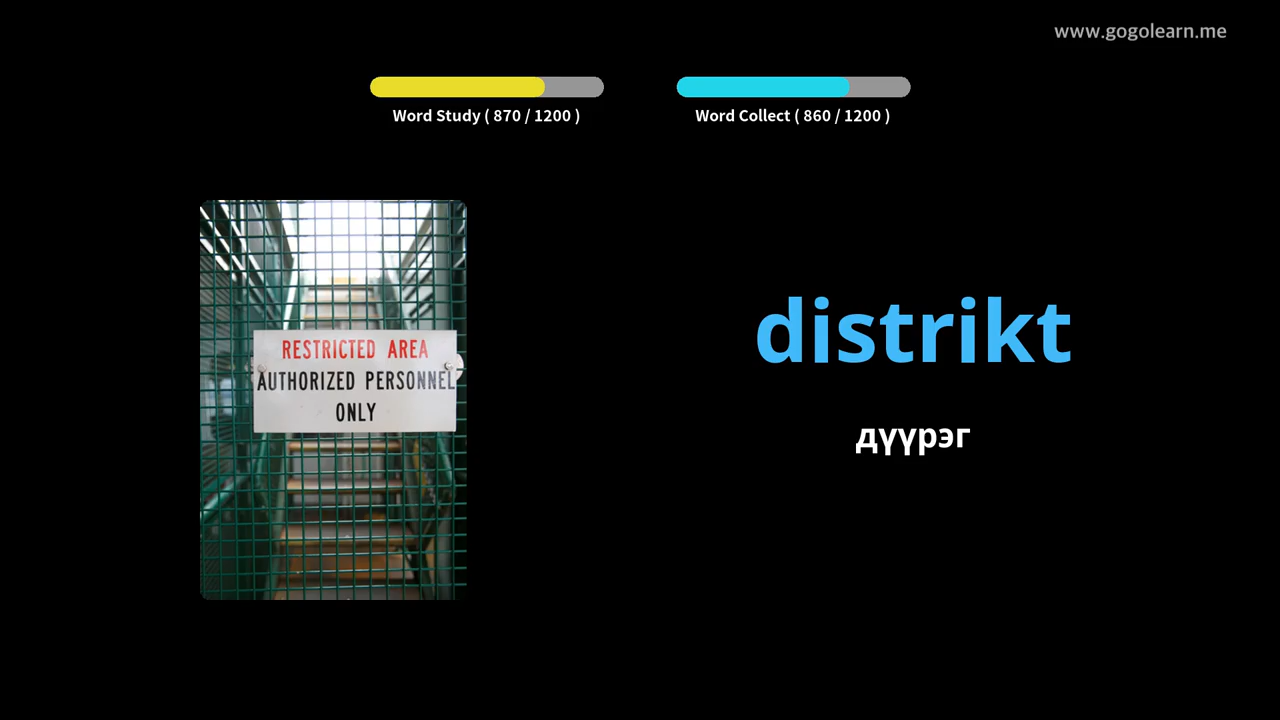 www.gogolearn.me
Word Study ( 870 / 1200 )
Word Collect ( 860 / 1200 )
RESTRICTED AREA
AUTHORIZED PERSONNEL
ONLY
distrikt
дүүрэг